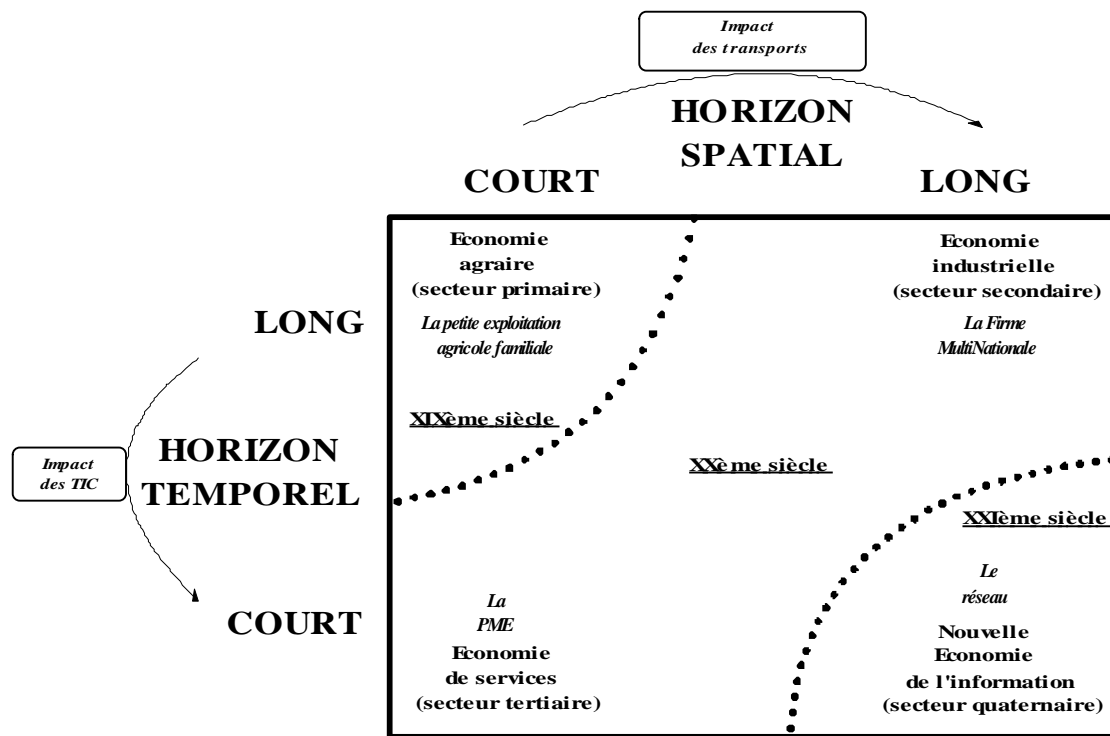 Impact
des transports
HORIZON
SPATIAL
COURT
LONG
Economie
agraire
(secteur primaire)
Economie
industrielle
(secteur secondaire)
LONG
La petite exploitation
agricole familiale
La Firme
MultiNationale
XIXème siècle
HORIZON
TEMPOREL
Impact
des TIC
XXème siècle
XXIème siècle
COURT
La
PME
Economie
de services
(secteur tertiaire)
Le
réseau
Nouvelle
Economie
de l'information
(secteur quaternaire)